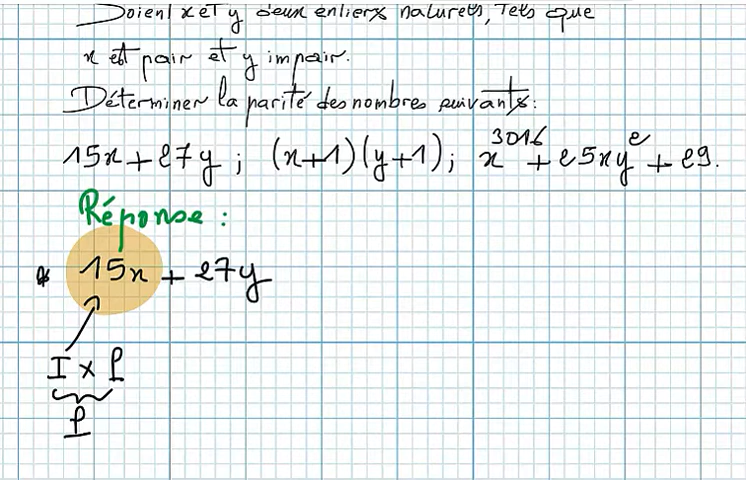 Soient x et y deux entiers naturels, tels que
x est pair et y impair.
Déterminer la parité des nombres suivants:
15x + 27y ; (x+1)(y+1) ; x^3016 + 25xy^2 + 29.
Réponse :
* 15x + 27y
I x P
P